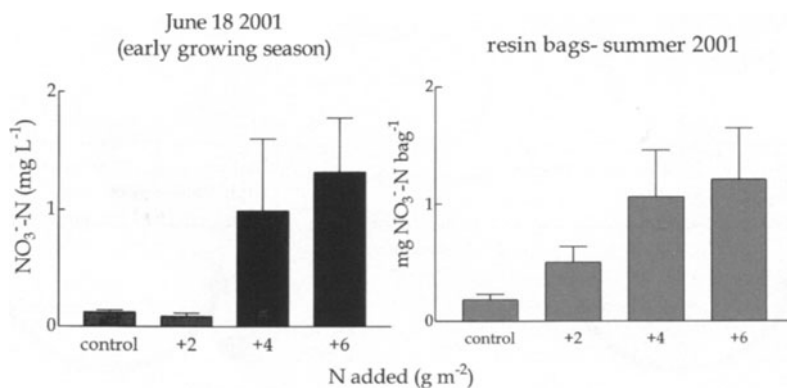 June 18 2001
(early growing season)
2
1
0
NO₃⁻-N (mg L⁻¹)
control +2 +4 +6
resin bags- summer 2001
2
1
0
mg NO₃⁻-N bag⁻¹
control +2 +4 +6
N added (g m⁻²)